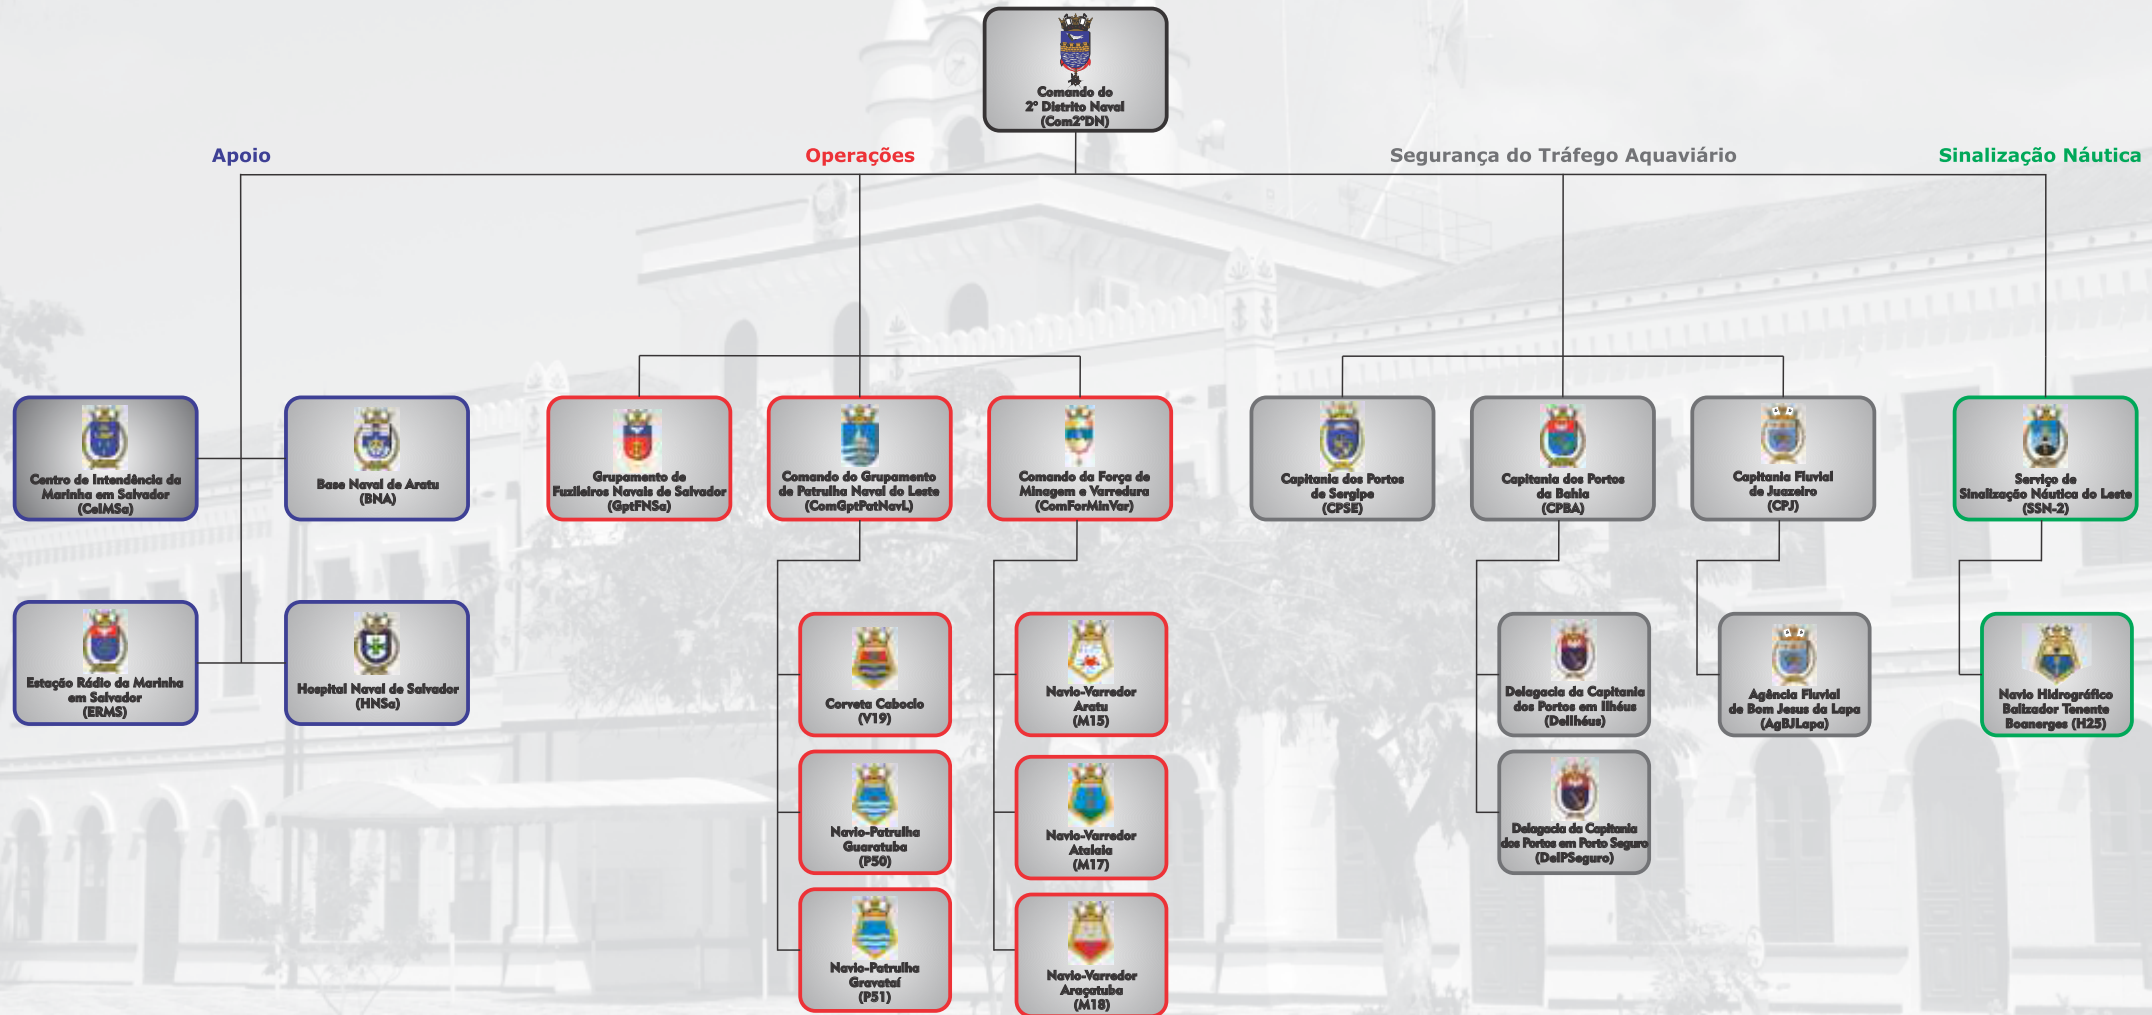 Comando do
2º Distrito Naval
(Com2ºDN)
Apoio
Operações
Segurança do Tráfego Aquaviário
Sinalização Náutica
Centro de Intendência da
Marinha em Salvador
(CeIMSa)
Base Naval de Aratu
(BNA)
Grupamento de
Fuzileiros Navais de Salvador
(GptFNSa)
Comando do Grupamento
de Patrulha Naval do Leste
(ComGptPatNavL)
Comando da Força de
Minagem e Varredura
(ComForMinVar)
Capitania dos Portos
de Sergipe
(CPSE)
Capitania dos Portos
da Bahia
(CPBA)
Capitania Fluvial
de Juazeiro
(CPJ)
Serviço de
Sinalização Náutica do Leste
(SSN-2)
Estação Rádio da Marinha
em Salvador
(ERMS)
Hospital Naval de Salvador
(HNSa)
Corveta Caboclo
(V19)
Navio-Varredor
Aratu
(M15)
Delagacia da Capitania
dos Portos em Ilhéus
(DelIhéus)
Agência Fluvial
de Bom Jesus da Lapa
(AgBJLapa)
Navio Hidrográfico
Balizador Tenente
Boanerges (H25)
Navio-Patrulha
Guaratuba
(P50)
Navio-Varredor
Atalaia
(M17)
Delagacia da Capitania
dos Portos em Porto Seguro
(DelPSeguro)
Navio-Patrulha
Gravataí
(P51)
Navio-Varredor
Araçatuba
(M18)